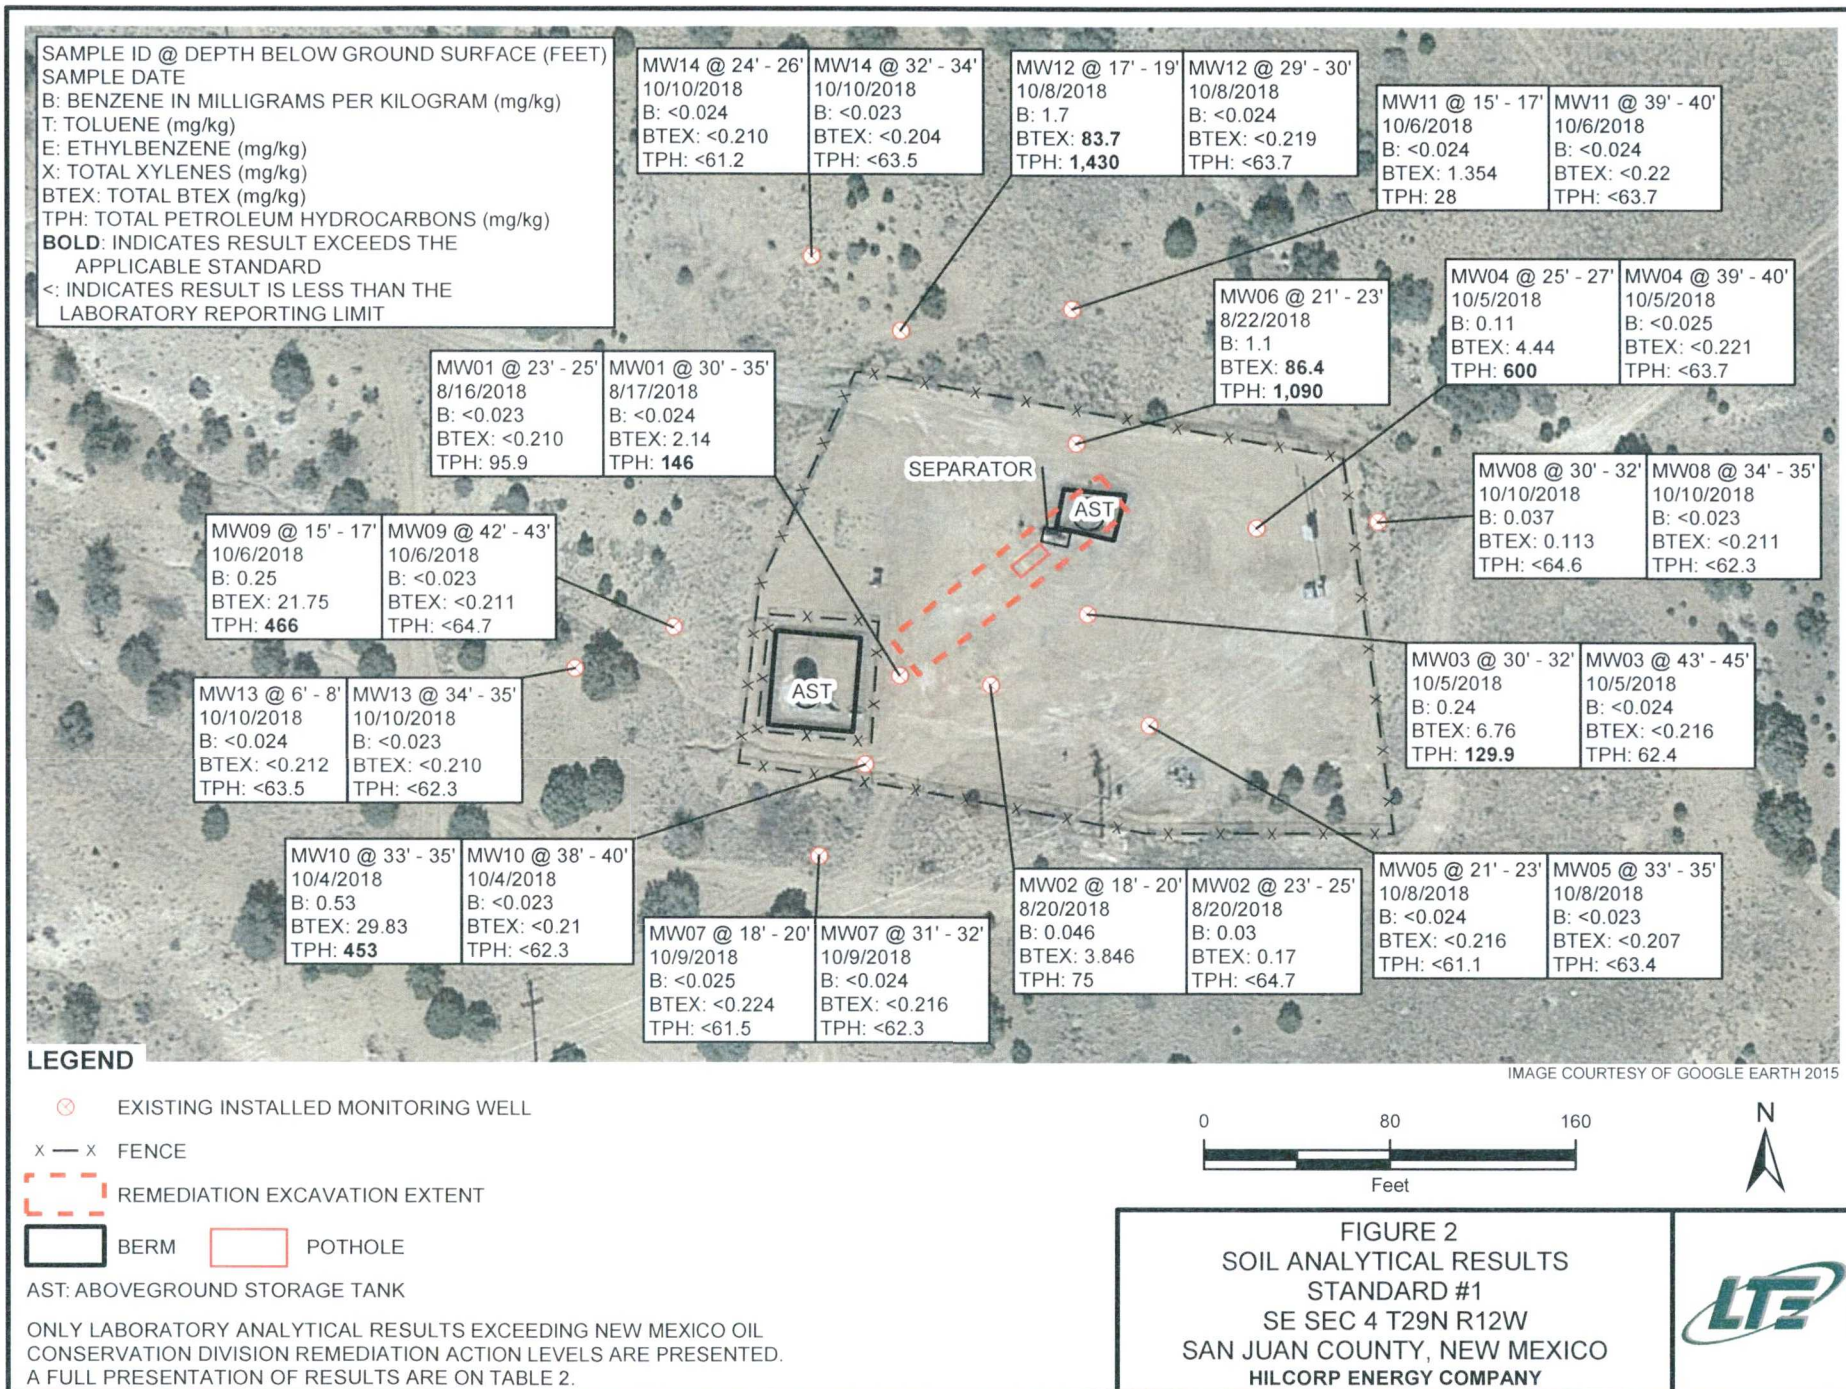 SAMPLE ID @ DEPTH BELOW GROUND SURFACE (FEET)
SAMPLE DATE
B: BENZENE IN MILLIGRAMS PER KILOGRAM (mg/kg)
T: TOLUENE (mg/kg)
E: ETHYLBENZENE (mg/kg)
X: TOTAL XYLENES (mg/kg)
BTEX: TOTAL BTEX (mg/kg)
TPH: TOTAL PETROLEUM HYDROCARBONS (mg/kg)
BOLD: INDICATES RESULT EXCEEDS THE
APPLICABLE STANDARD
<: INDICATES RESULT IS LESS THAN THE
LABORATORY REPORTING LIMIT
MW14 @ 24' - 26'
10/10/2018
B: <0.024
BTEX: <0.210
TPH: <61.2
MW14 @ 32' - 34'
10/10/2018
B: <0.023
BTEX: <0.204
TPH: <63.5
MW12 @ 17' - 19'
10/8/2018
B: 1.7
BTEX: 83.7
TPH: 1,430
MW12 @ 29' - 30'
10/8/2018
B: <0.024
BTEX: <0.219
TPH: <63.7
MW11 @ 15' - 17'
10/6/2018
B: <0.024
BTEX: 1.354
TPH: 28
MW11 @ 39' - 40'
10/6/2018
B: <0.024
BTEX: <0.22
TPH: <63.7
MW06 @ 21' - 23'
8/22/2018
B: 1.1
BTEX: 86.4
TPH: 1,090
MW04 @ 25' - 27'
10/5/2018
B: 0.11
BTEX: 4.44
TPH: 600
MW04 @ 39' - 40'
10/5/2018
B: <0.025
BTEX: <0.221
TPH: <63.7
MW01 @ 23' - 25'
8/16/2018
B: <0.023
BTEX: <0.210
TPH: 95.9
MW01 @ 30' - 35'
8/17/2018
B: <0.024
BTEX: 2.14
TPH: 146
SEPARATOR
AST
MW08 @ 30' - 32'
10/10/2018
B: 0.037
BTEX: 0.113
TPH: <64.6
MW08 @ 34' - 35'
10/10/2018
B: <0.023
BTEX: <0.211
TPH: <62.3
MW09 @ 15' - 17'
10/6/2018
B: 0.25
BTEX: 21.75
TPH: 466
MW09 @ 42' - 43'
10/6/2018
B: <0.023
BTEX: <0.211
TPH: <64.7
AST
MW03 @ 30' - 32'
10/5/2018
B: 0.24
BTEX: 6.76
TPH: 129.9
MW03 @ 43' - 45'
10/5/2018
B: <0.024
BTEX: <0.216
TPH: 62.4
MW13 @ 6' - 8'
10/10/2018
B: <0.024
BTEX: <0.212
TPH: <63.5
MW13 @ 34' - 35'
10/10/2018
B: <0.023
BTEX: <0.210
TPH: <62.3
MW10 @ 33' - 35'
10/4/2018
B: 0.53
BTEX: 29.83
TPH: 453
MW10 @ 38' - 40'
10/4/2018
B: <0.023
BTEX: <0.21
TPH: <62.3
MW07 @ 18' - 20'
10/9/2018
B: <0.025
BTEX: <0.224
TPH: <61.5
MW07 @ 31' - 32'
10/9/2018
B: <0.024
BTEX: <0.216
TPH: <62.3
MW02 @ 18' - 20'
8/20/2018
B: 0.046
BTEX: 3.846
TPH: 75
MW02 @ 23' - 25'
8/20/2018
B: 0.03
BTEX: 0.17
TPH: <64.7
MW05 @ 21' - 23'
10/8/2018
B: <0.024
BTEX: <0.216
TPH: <61.1
MW05 @ 33' - 35'
10/8/2018
B: <0.023
BTEX: <0.207
TPH: <63.4
IMAGE COURTESY OF GOOGLE EARTH 2015
LEGEND
EXISTING INSTALLED MONITORING WELL
X — X FENCE
REMEDIATION EXCAVATION EXTENT
BERM
POTHOLE
AST: ABOVEGROUND STORAGE TANK
ONLY LABORATORY ANALYTICAL RESULTS EXCEEDING NEW MEXICO OIL
CONSERVATION DIVISION REMEDIATION ACTION LEVELS ARE PRESENTED.
A FULL PRESENTATION OF RESULTS ARE ON TABLE 2.
0 80 160
Feet
N
FIGURE 2
SOIL ANALYTICAL RESULTS
STANDARD #1
SE SEC 4 T29N R12W
SAN JUAN COUNTY, NEW MEXICO
HILCORP ENERGY COMPANY
LTE